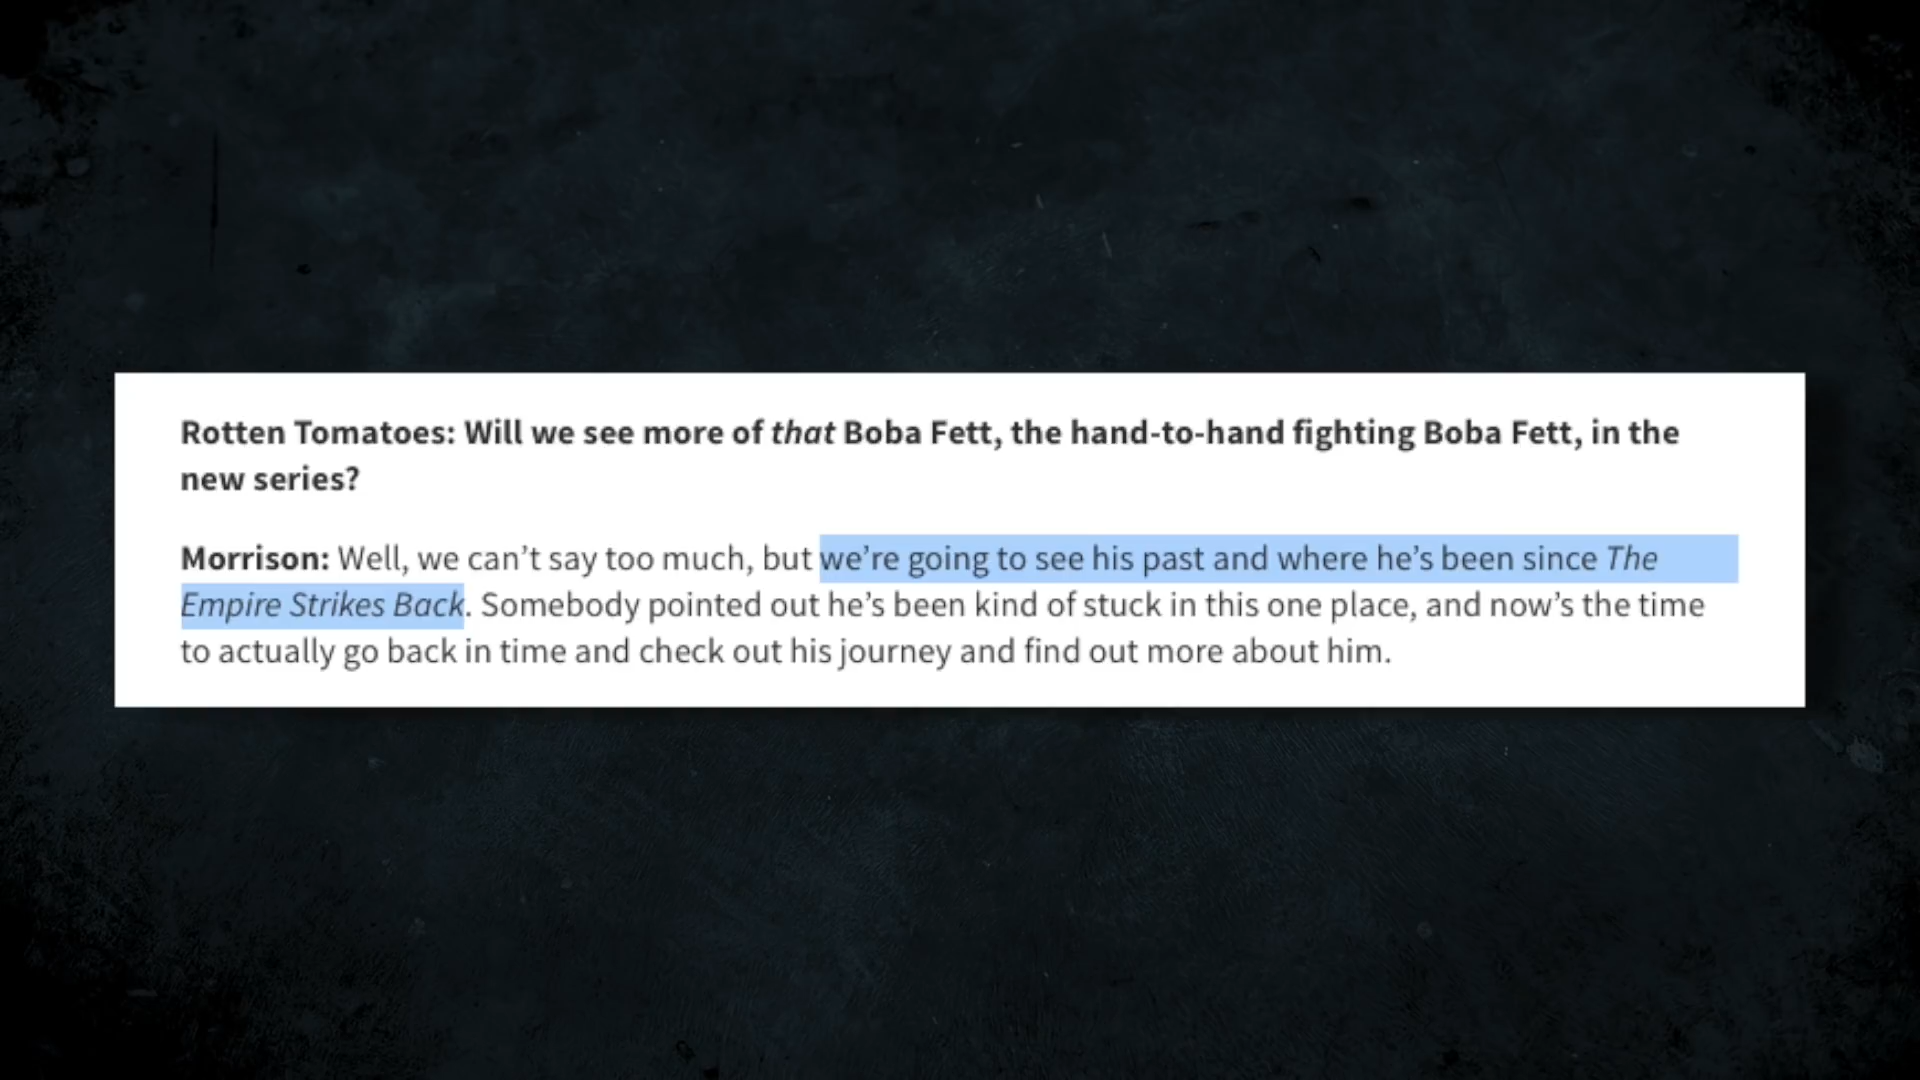 Rotten Tomatoes: Will we see more of that Boba Fett, the hand-to-hand fighting Boba Fett, in the
new series?
Morrison: Well, we can’t say too much, but we’re going to see his past and where he’s been since The
Empire Strikes Back. Somebody pointed out he’s been kind of stuck in this one place, and now’s the time
to actually go back in time and check out his journey and find out more about him.